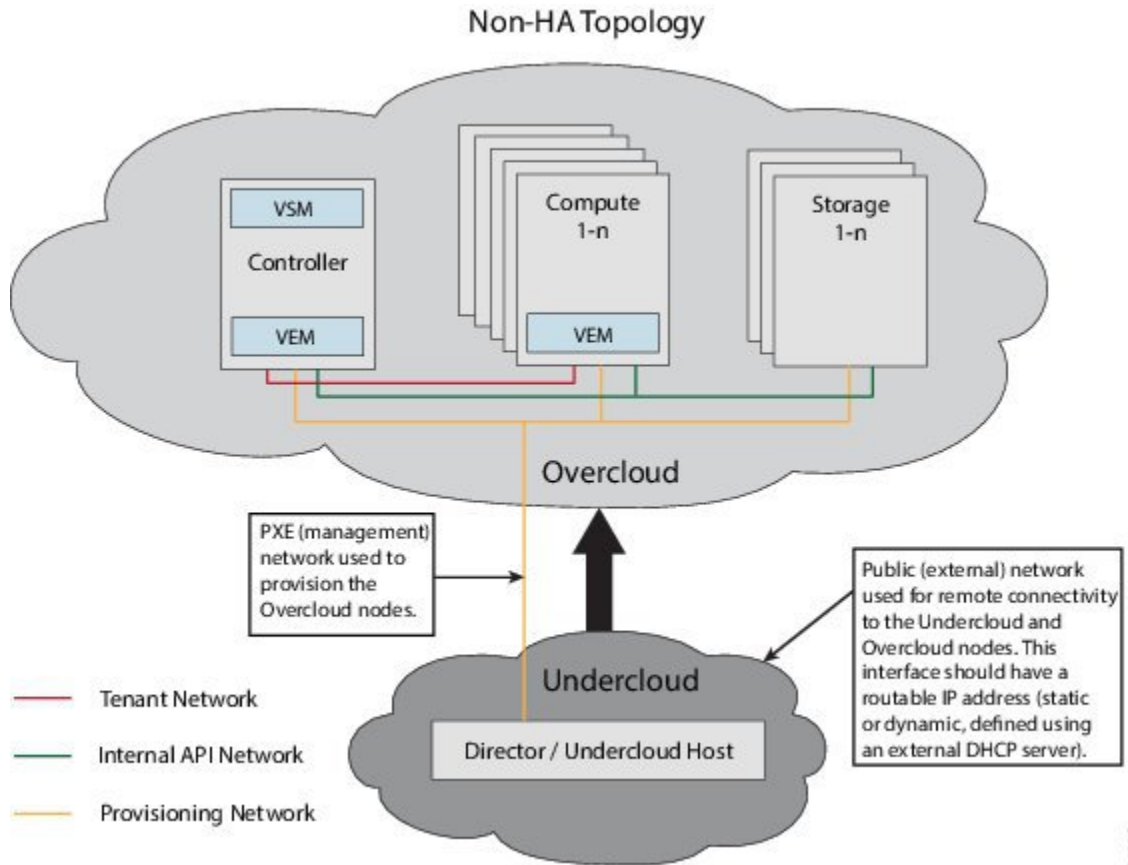 Non-HA Topology
VSM
Controller
VEM
Compute
1-n
VEM
Storage
1-n
Overcloud
PXE (management)
network used to
provision the
Overcloud nodes.
Public (external) network
used for remote connectivity
to the Undercloud and
Overcloud nodes. This
interface should have a
routable IP address (static
or dynamic, defined using
an external DHCP server).
Undercloud
Director / Undercloud Host
Tenant Network
Internal API Network
Provisioning Network